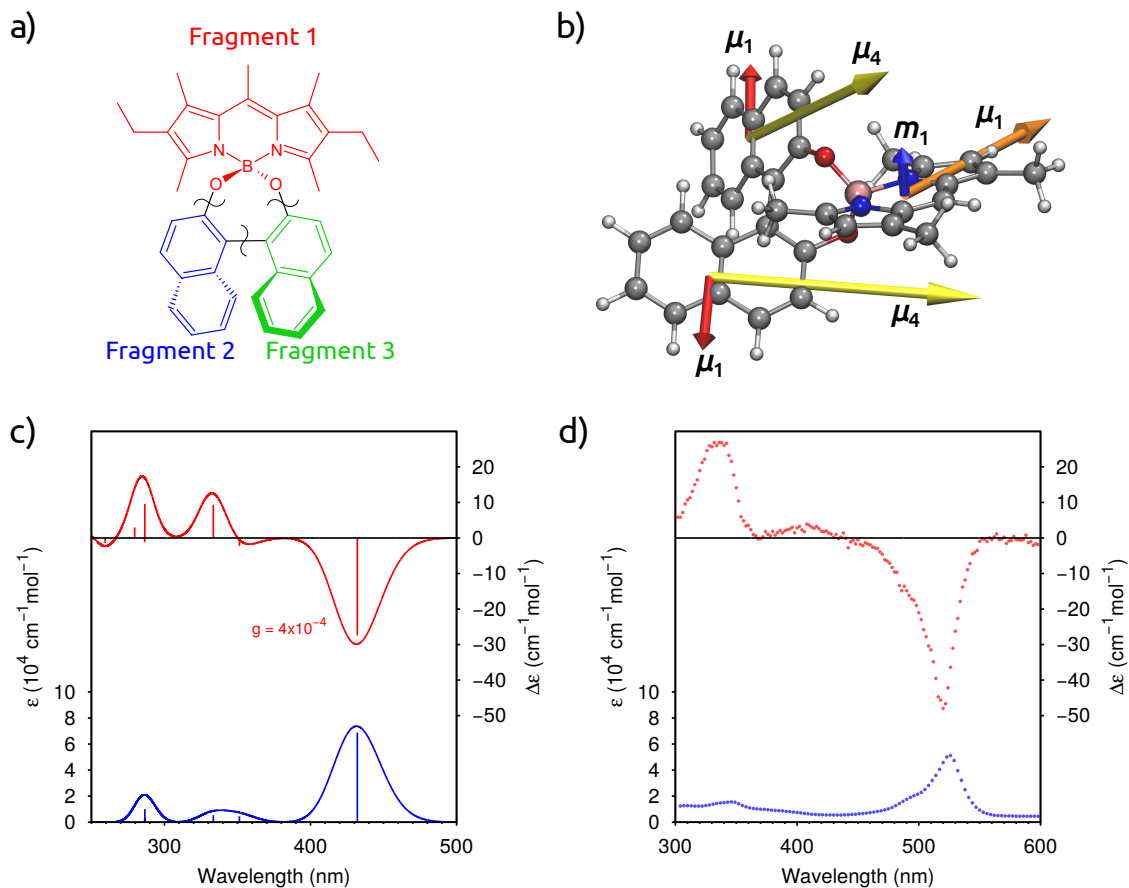 a)
Fragment 1
N
N
B
O
O
Fragment 2
Fragment 3
b)
μ1
μ4
m1
μ1
μ4
μ1
c)
20
10
0
−10
−20
−30
−40
−50
g = 4x10−4
10
8
6
4
2
0
ε (10⁴ cm−1mol−1)
Δε (cm−1mol−1)
300
400
500
Wavelength (nm)
d)
20
10
0
−10
−20
−30
−40
−50
10
8
6
4
2
0
ε (10⁴ cm−1mol−1)
Δε (cm−1mol−1)
300
400
500
600
Wavelength (nm)